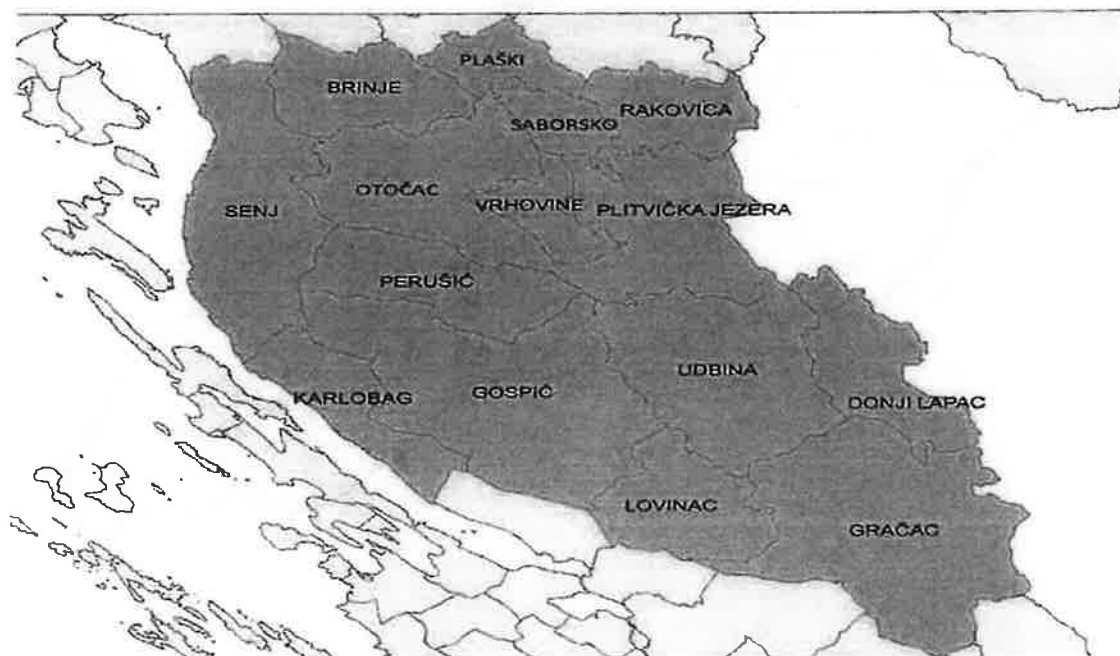 PLAŠKI
BRINJE
RAKOVICA
SABORSKO
OTOČAC
VRHOVINE
SENJ
PLITVIČKA JEZERA
PERUŠIĆ
UDBINA
GOSPIĆ
KARLOBAG
DONJI LAPAC
LOVINAC
GRAČAC